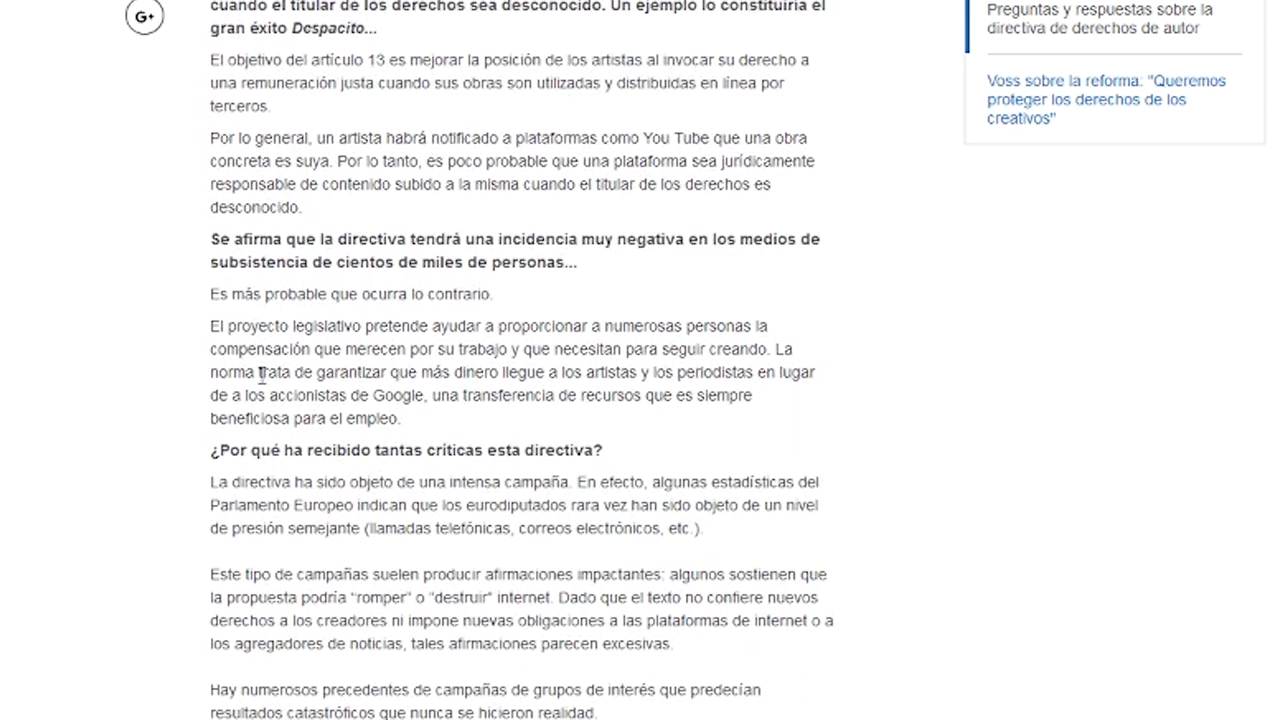 cuando el titular de los derechos sea desconocido. Un ejemplo lo constituiría el
gran éxito Despacito...
El objetivo del artículo 13 es mejorar la posición de los artistas al invocar su derecho a
una remuneración justa cuando sus obras son utilizadas y distribuidas en línea por
terceros.
Por lo general, un artista habrá notificado a plataformas como You Tube que una obra
concreta es suya. Por lo tanto, es poco probable que una plataforma sea jurídicamente
responsable de contenido subido a la misma cuando el titular de los derechos es
desconocido.
Se afirma que la directiva tendrá una incidencia muy negativa en los medios de
subsistencia de cientos de miles de personas...
Es más probable que ocurra lo contrario.
El proyecto legislativo pretende ayudar a proporcionar a numerosas personas la
compensación que merecen por su trabajo y que necesitan para seguir creando. La
norma trata de garantizar que más dinero llegue a los artistas y los periodistas en lugar
de a los accionistas de Google, una transferencia de recursos que es siempre
beneficiosa para el empleo.
¿Por qué ha recibido tantas críticas esta directiva?
La directiva ha sido objeto de una intensa campaña. En efecto, algunas estadísticas del
Parlamento Europeo indican que los eurodiputados rara vez han sido objeto de un nivel
de presión semejante (llamadas telefónicas, correos electrónicos, etc.).
Este tipo de campañas suelen producir afirmaciones impactantes: algunos sostienen que
la propuesta podría “romper” o “destruir” internet. Dado que el texto no confiere nuevos
derechos a los creadores ni impone nuevas obligaciones a las plataformas de internet o a
los agregadores de noticias, tales afirmaciones parecen excesivas.
Hay numerosos precedentes de campañas de grupos de interés que predecían
resultados catastróficos que nunca se hicieron realidad.
G+
Preguntas y respuestas sobre la
directiva de derechos de autor
Voss sobre la reforma: "Queremos
proteger los derechos de los
creativos"